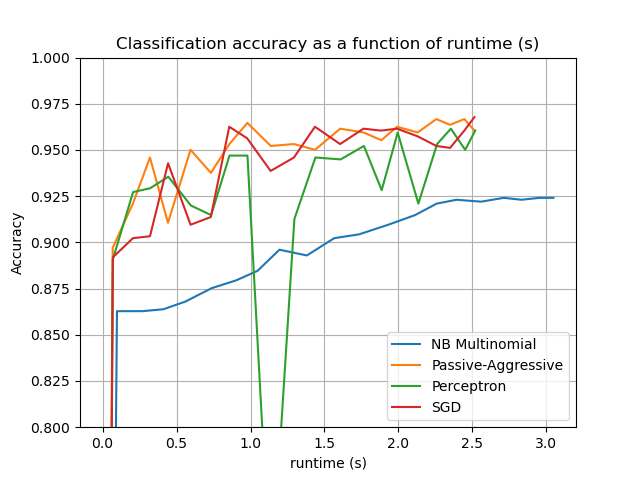 Classification accuracy as a function of runtime (s)
1.000
0.975
0.950
0.925
0.900
0.875
0.850
0.825
0.800
Accuracy
NB Multinomial
Passive-Aggressive
Perceptron
SGD
0.0 0.5 1.0 1.5 2.0 2.5 3.0
runtime (s)